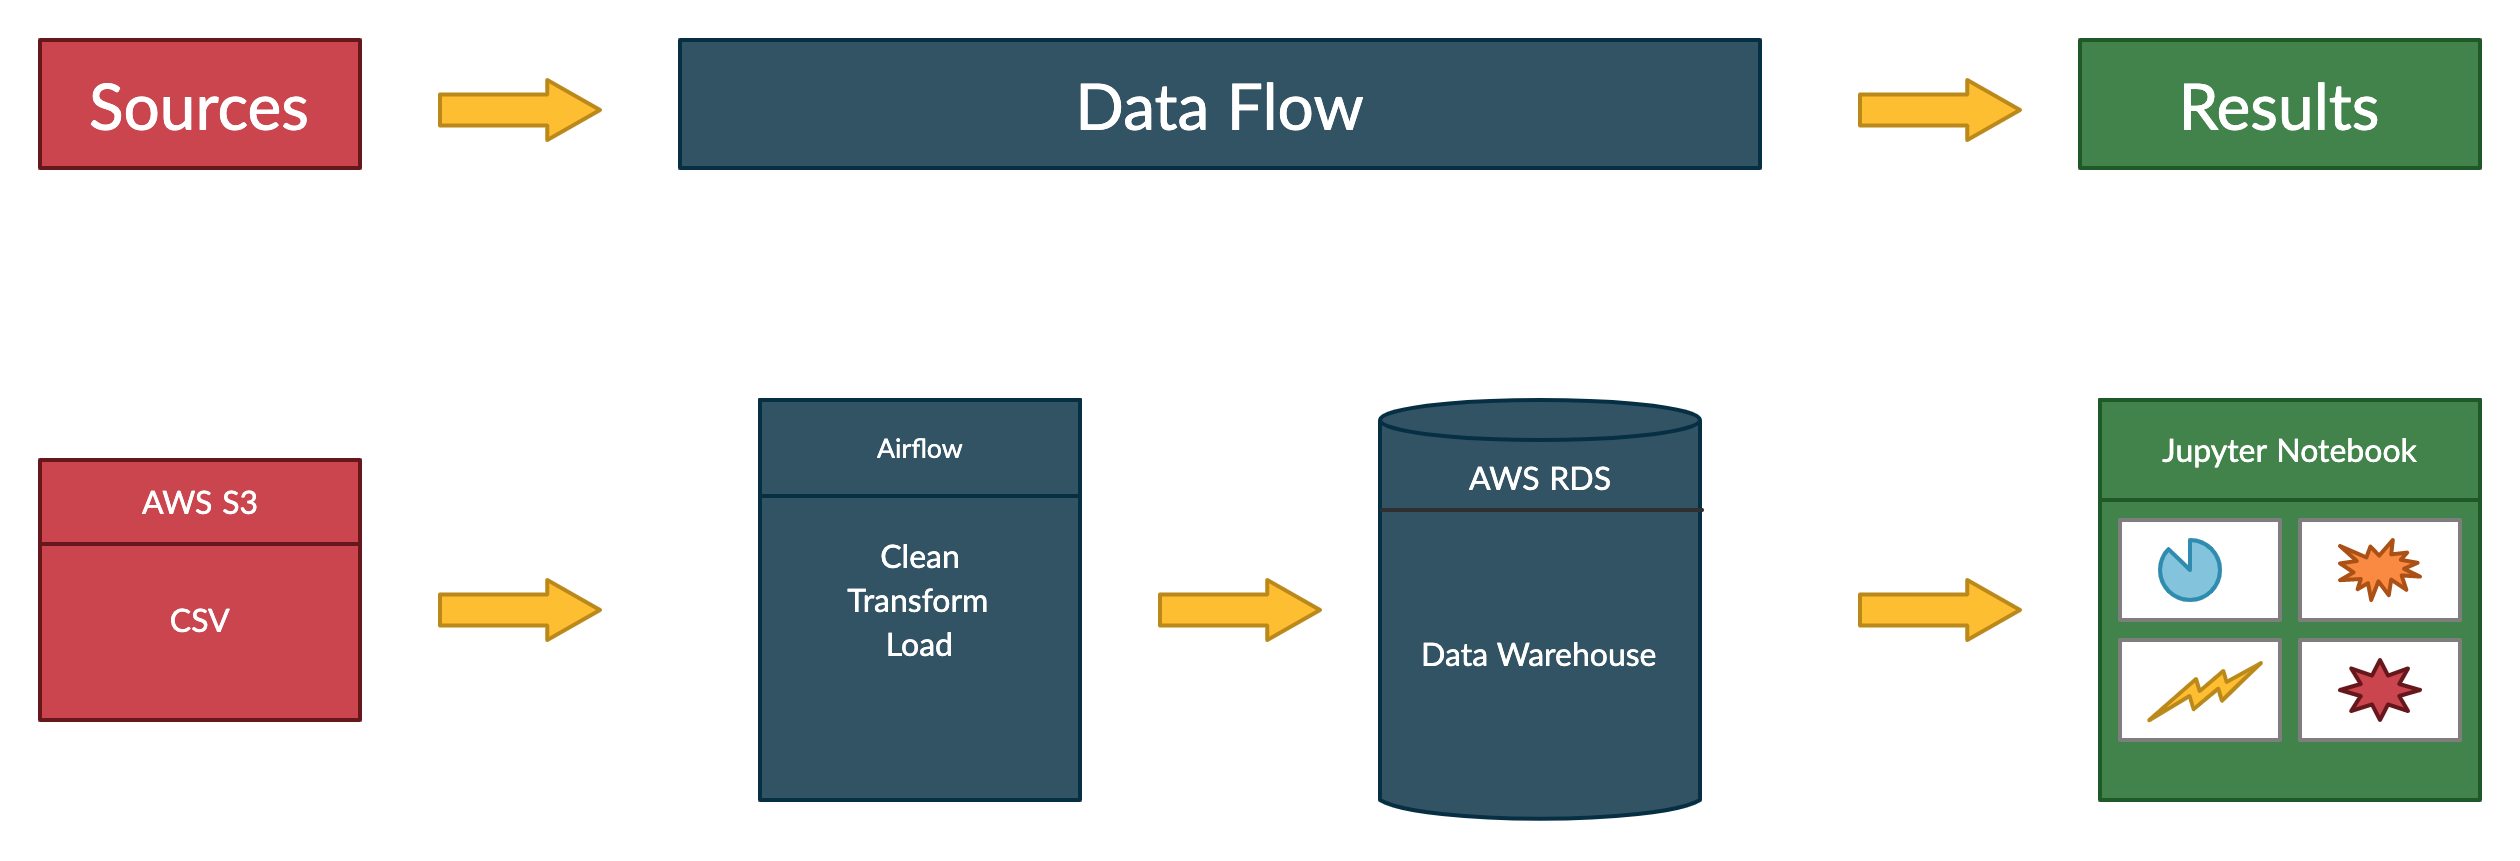 Sources
Data Flow
Results
AWS S3
CSV
Airflow
Clean
Transform
Load
AWS RDS
Data Warehouse
Jupyter Notebook